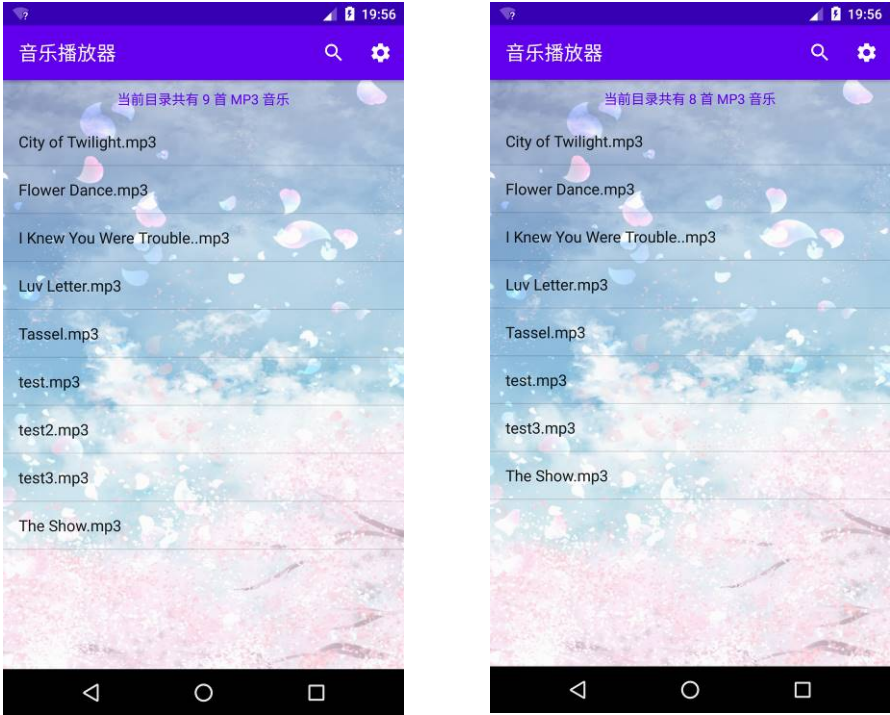 19:56
音乐播放器
当前目录共有 9 首 MP3 音乐
City of Twilight.mp3
Flower Dance.mp3
I Knew You Were Trouble..mp3
Luv Letter.mp3
Tassel.mp3
test.mp3
test2.mp3
test3.mp3
The Show.mp3
19:56
音乐播放器
当前目录共有 8 首 MP3 音乐
City of Twilight.mp3
Flower Dance.mp3
I Knew You Were Trouble..mp3
Luv Letter.mp3
Tassel.mp3
test.mp3
test3.mp3
The Show.mp3